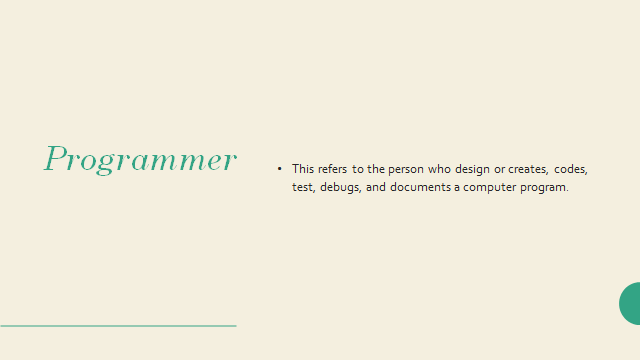 Programmer
• This refers to the person who design or creates, codes,
test, debugs, and documents a computer program.